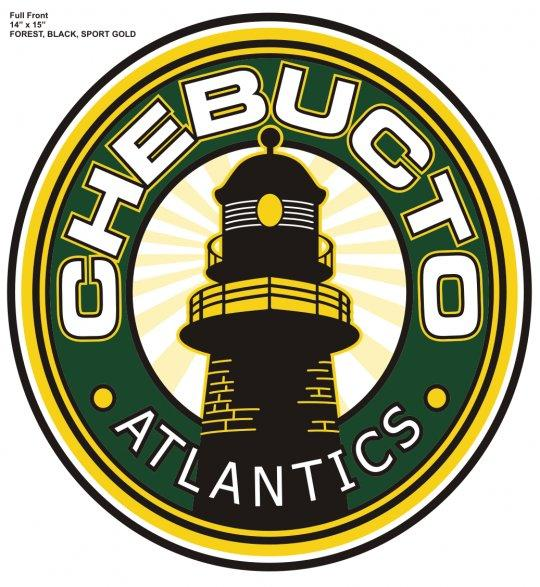 Full Front
14" x 15"
FOREST, BLACK, SPORT GOLD
CHEBUCTO
ATLANTICS